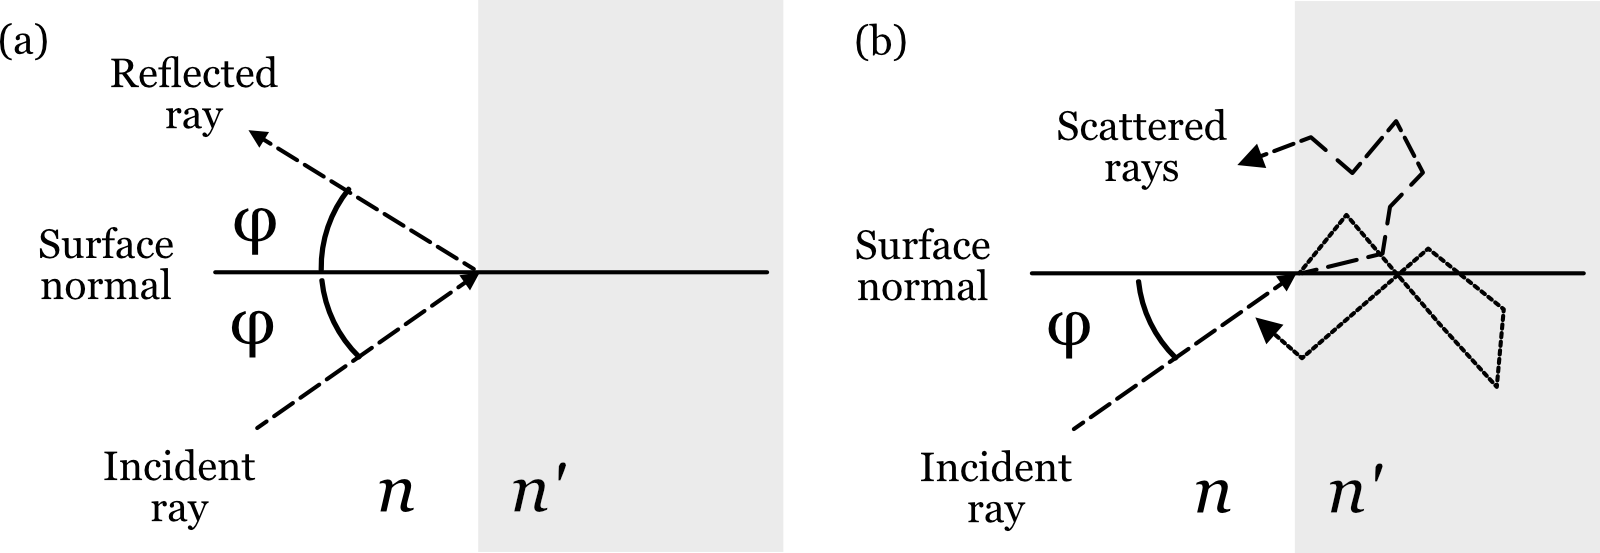 (a)
Reflected
ray
φ
Surface
normal
φ
Incident
ray
n
n′
(b)
Scattered
rays
Surface
normal
φ
Incident
ray
n
n′